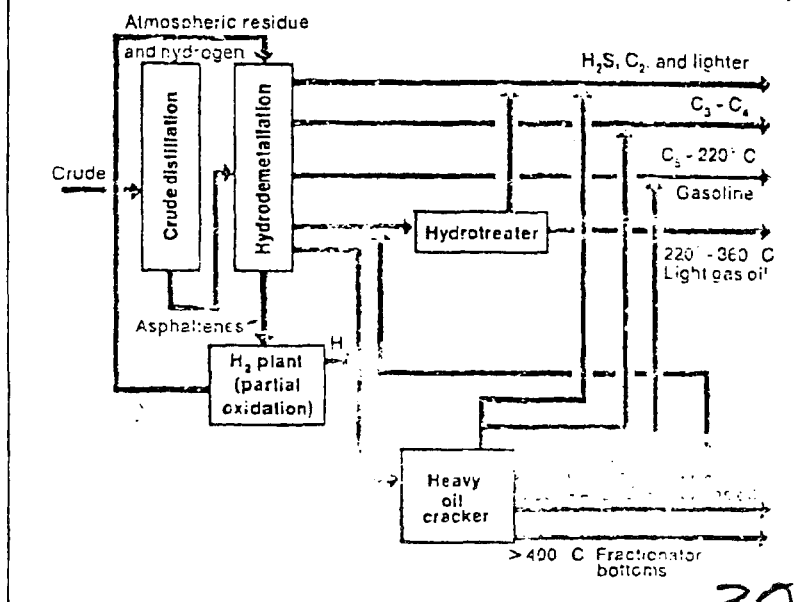 Atmospheric residue
and hydrogen
H₂S, C₂, and lighter
C₃ - C₄
C₅ - 220° C
Gasoline
Crude
Crude distillation
Hydrodemetallation
Hydrotreater
220° - 360° C
Light gas oil
Asphaltenes
H₂ plant
(partial
oxidation)
H
Heavy
oil
cracker
>400 C Fractionator
bottoms